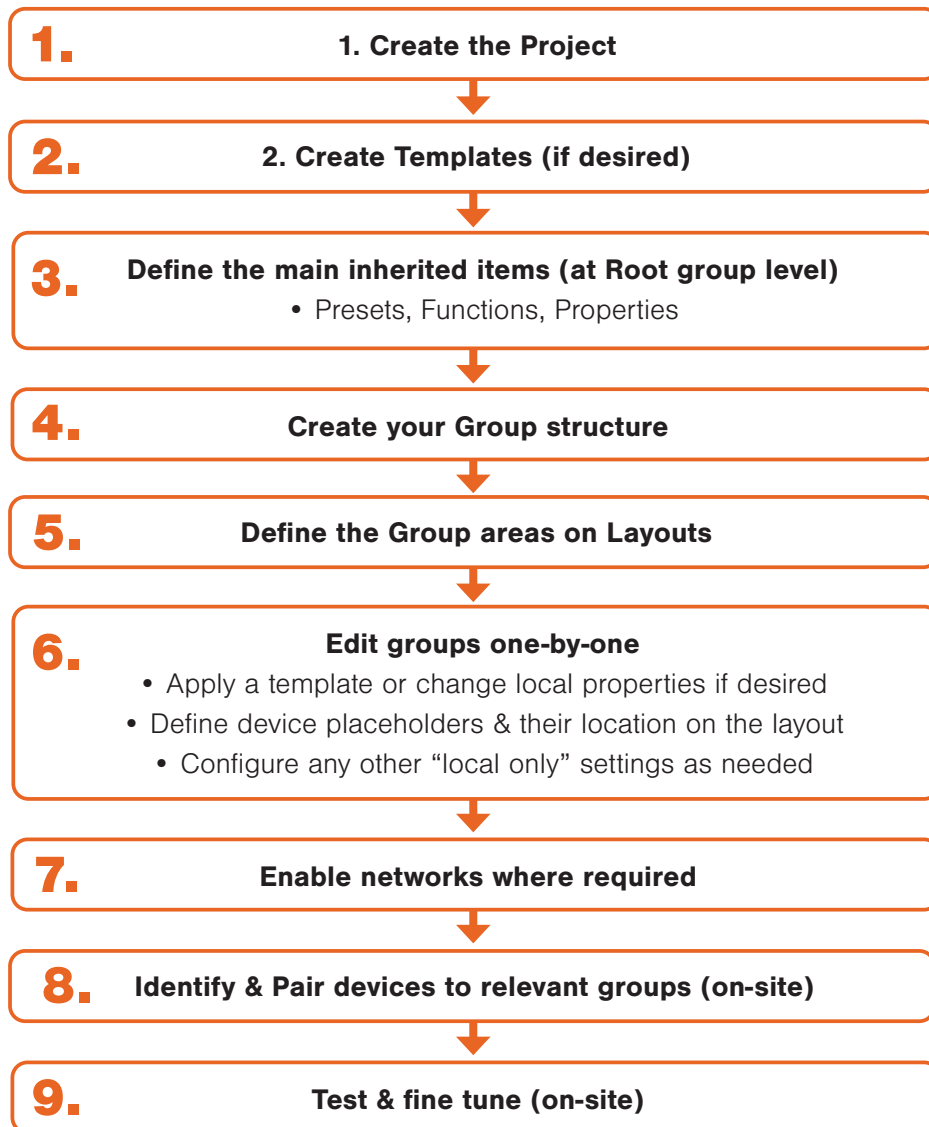 1.
1. Create the Project
2.
2. Create Templates (if desired)
3.
Define the main inherited items (at Root group level)
• Presets, Functions, Properties
4.
Create your Group structure
5.
Define the Group areas on Layouts
6.
Edit groups one-by-one
• Apply a template or change local properties if desired
• Define device placeholders & their location on the layout
• Configure any other “local only” settings as needed
7.
Enable networks where required
8.
Identify & Pair devices to relevant groups (on-site)
9.
Test & fine tune (on-site)